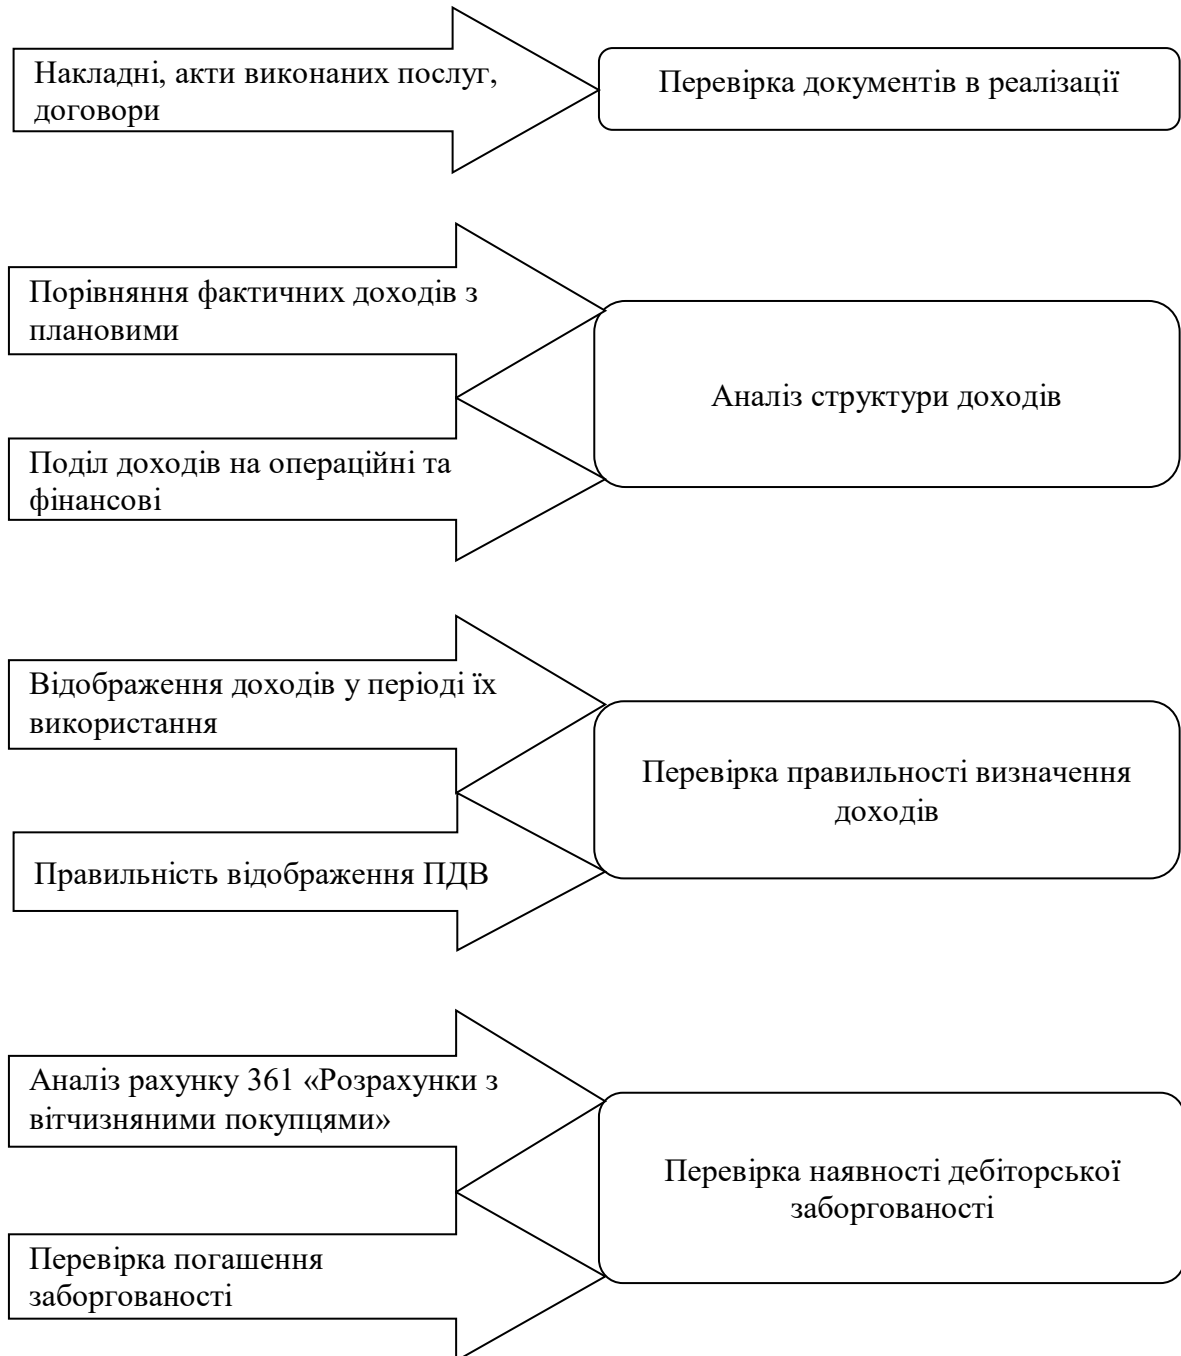 Накладні, акти виконаних послуг,
договори
Перевірка документів в реалізації
Порівняння фактичних доходів з
плановими
Аналіз структури доходів
Поділ доходів на операційні та
фінансові
Відображення доходів у періоді їх
використання
Перевірка правильності визначення
доходів
Правильність відображення ПДВ
Аналіз рахунку 361 «Розрахунки з
вітчизняними покупцями»
Перевірка наявності дебіторської
заборгованості
Перевірка погашення
заборгованості